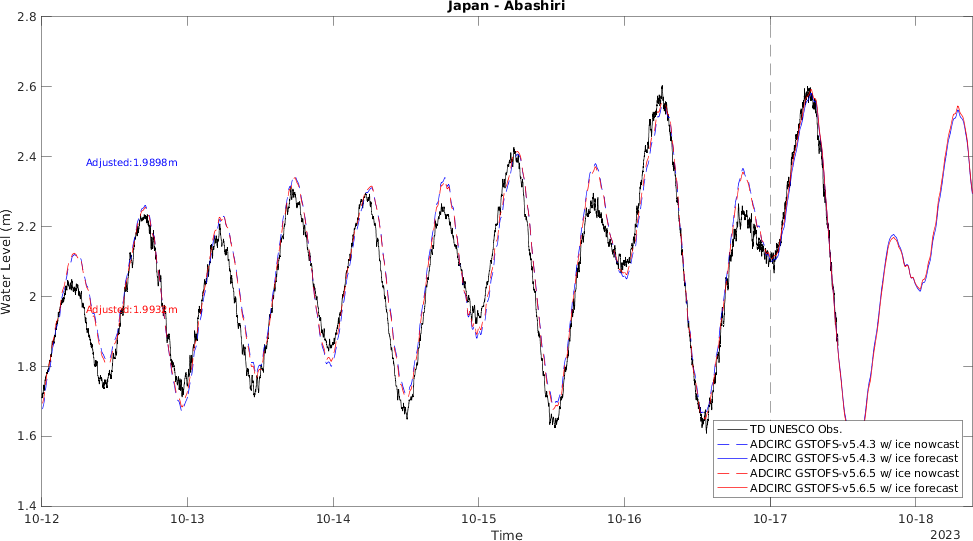 Japan - Abashiri
2.8
2.6
2.4
2.2
2
1.8
1.6
1.4
Water Level (m)
Adjusted:1.9898m
TD UNESCO Obs.
ADCIRC GSTOFS-v5.4.3 w/ ice nowcast
ADCIRC GSTOFS-v5.4.3 w/ ice forecast
ADCIRC GSTOFS-v5.6.5 w/ ice nowcast
ADCIRC GSTOFS-v5.6.5 w/ ice forecast
10-12
10-13
10-14
10-15
10-16
10-17
10-18
Time
2023